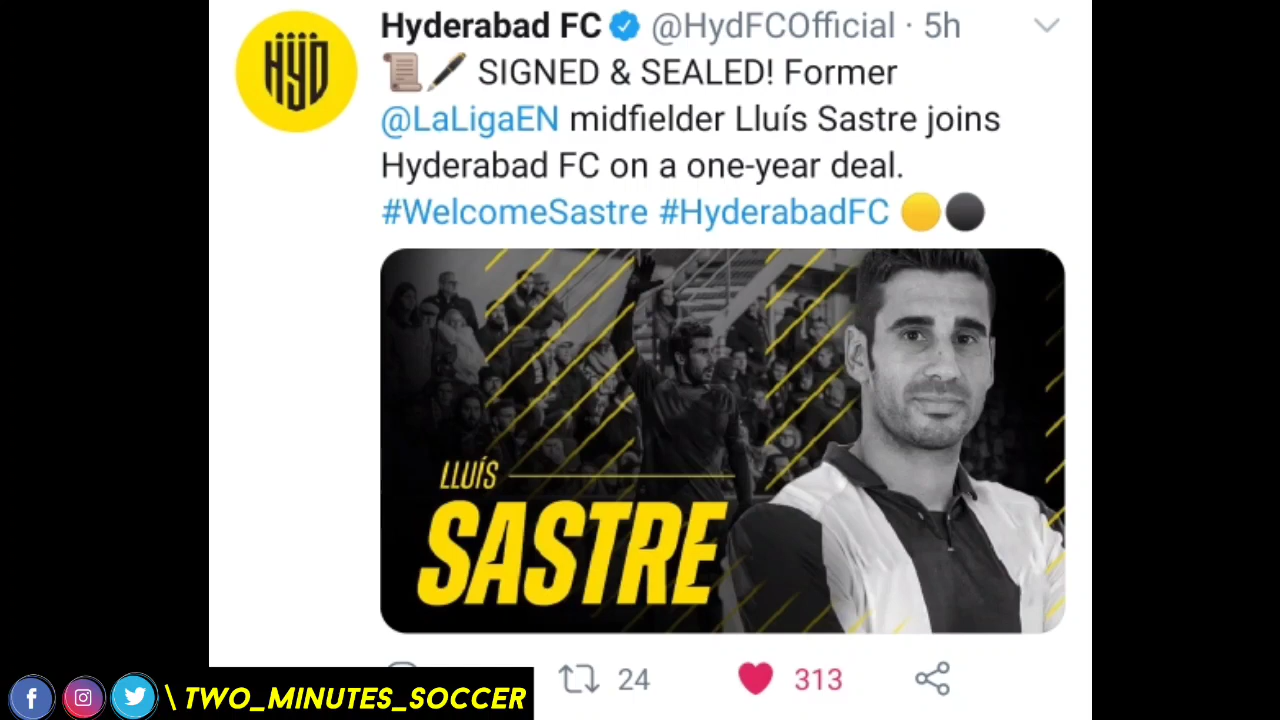 Hyderabad FC @HydFCOfficial · 5h
HYD
📜🖋️ SIGNED & SEALED! Former
@LaLigaEN midfielder Lluís Sastre joins
Hyderabad FC on a one-year deal.
#WelcomeSastre #HyderabadFC 🟡⚫
LLUÍS
SASTRE
24
313
\ TWO_MINUTES_SOCCER